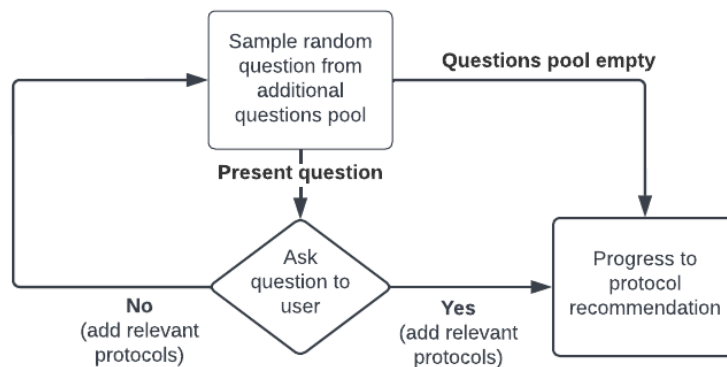 Sample random
question from
additional
questions pool
Questions pool empty
Present question
Ask
question to
user
Progress to
protocol
recommendation
No
(add relevant
protocols)
Yes
(add relevant
protocols)